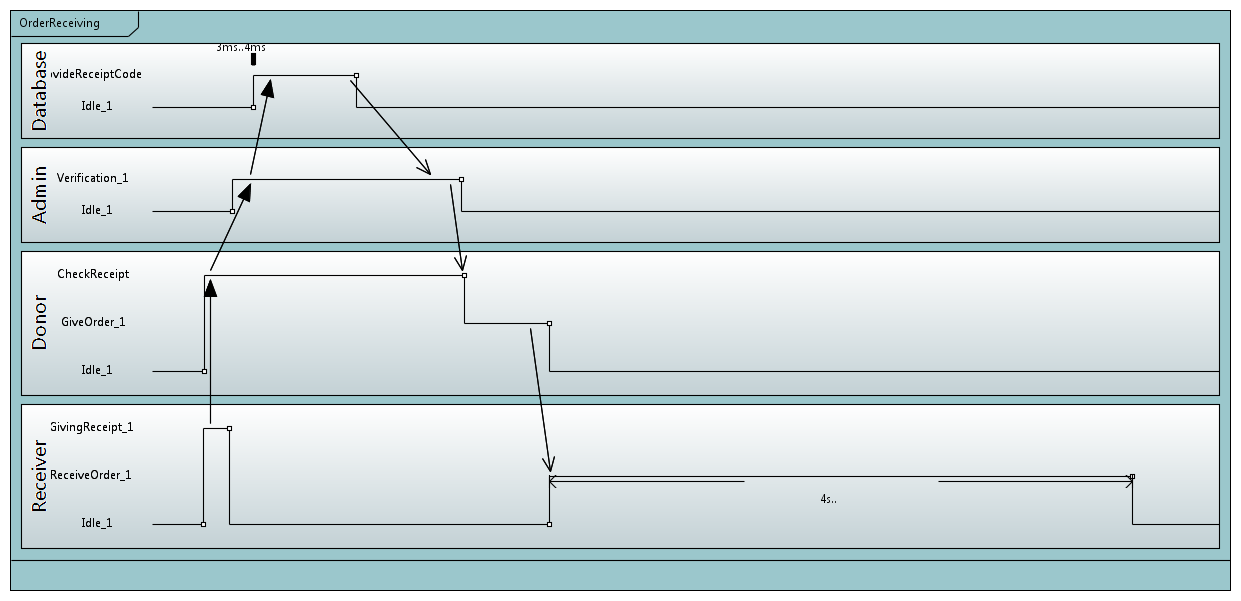 OrderReceiving
3ms..4ms
Database
videReceiptCode
Idle_1
Admin
Verification_1
Idle_1
Donor
CheckReceipt
GiveOrder_1
Idle_1
Receiver
GivingReceipt_1
ReceiveOrder_1
4s..
Idle_1